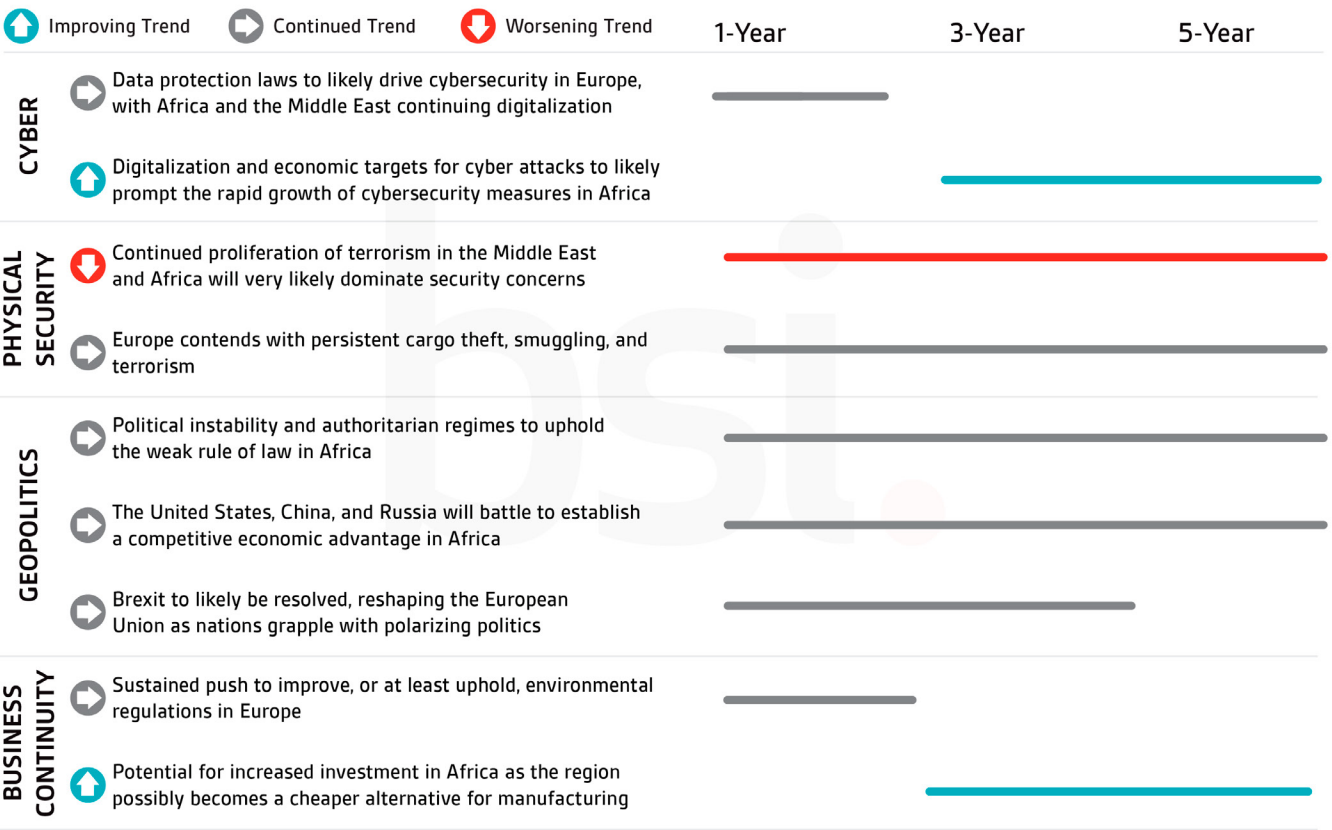 Improving Trend
Continued Trend
Worsening Trend
1-Year
3-Year
5-Year
CYBER
Data protection laws to likely drive cybersecurity in Europe,
with Africa and the Middle East continuing digitalization
Digitalization and economic targets for cyber attacks to likely
prompt the rapid growth of cybersecurity measures in Africa
PHYSICAL
SECURITY
Continued proliferation of terrorism in the Middle East
and Africa will very likely dominate security concerns
Europe contends with persistent cargo theft, smuggling, and
terrorism
GEOPOLITICS
Political instability and authoritarian regimes to uphold
the weak rule of law in Africa
The United States, China, and Russia will battle to establish
a competitive economic advantage in Africa
Brexit to likely be resolved, reshaping the European
Union as nations grapple with polarizing politics
BUSINESS
CONTINUITY
Sustained push to improve, or at least uphold, environmental
regulations in Europe
Potential for increased investment in Africa as the region
possibly becomes a cheaper alternative for manufacturing
bsi.